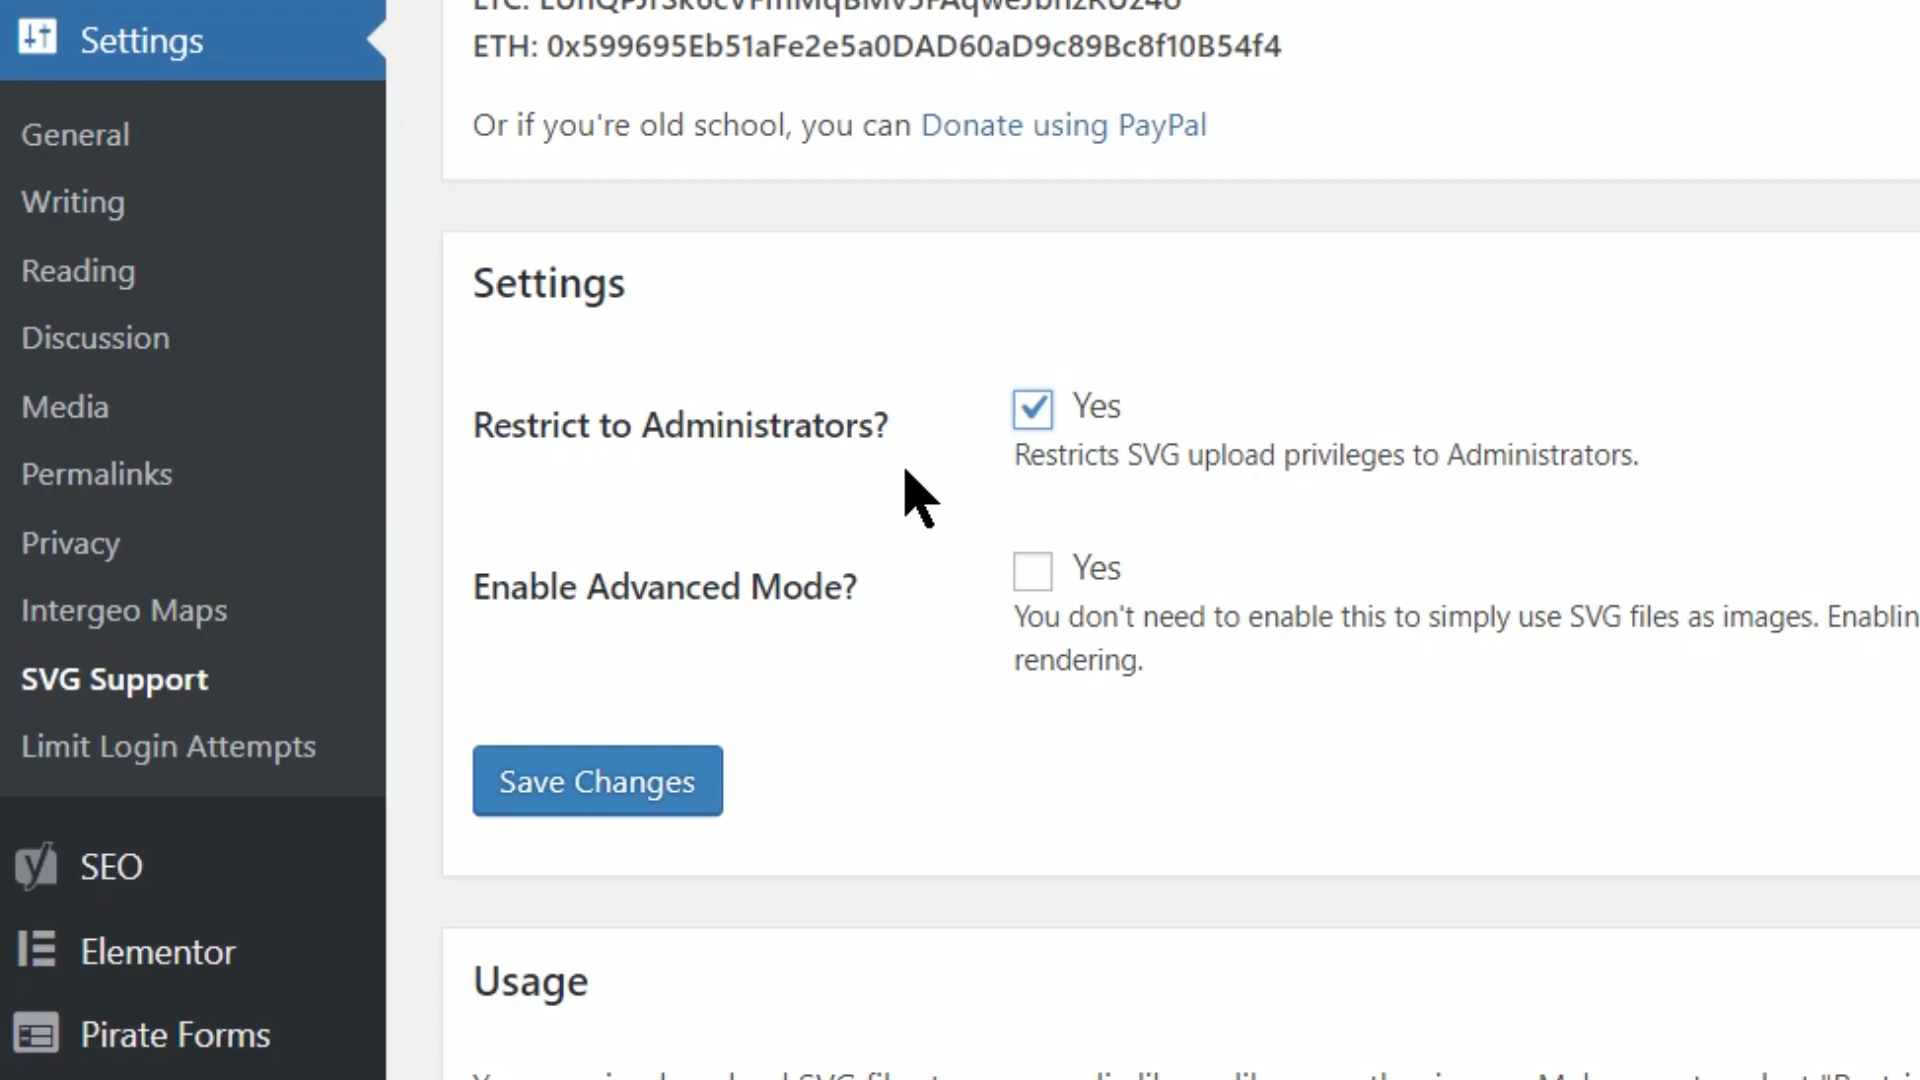 Settings
General
Writing
Reading
Discussion
Media
Permalinks
Privacy
Intergeo Maps
SVG Support
Limit Login Attempts
SEO
Elementor
Pirate Forms
ETH: 0x599695Eb51aFe2e5a0DAD60aD9c89Bc8f10B54f4
Or if you're old school, you can Donate using PayPal
Settings
Restrict to Administrators?
Yes
Restricts SVG upload privileges to Administrators.
Enable Advanced Mode?
Yes
You don't need to enable this to simply use SVG files as images. Enablin
rendering.
Save Changes
Usage